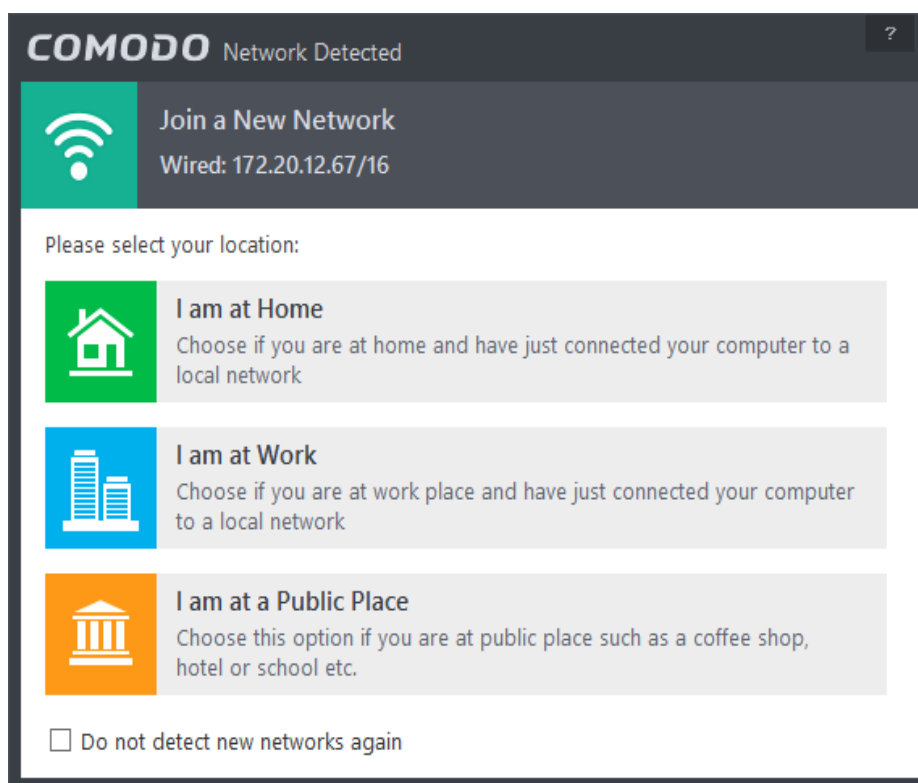 COMODO Network Detected
?
Join a New Network
Wired: 172.20.12.67/16
Please select your location:
I am at Home
Choose if you are at home and have just connected your computer to a
local network
I am at Work
Choose if you are at work place and have just connected your computer
to a local network
I am at a Public Place
Choose this option if you are at public place such as a coffee shop,
hotel or school etc.
Do not detect new networks again